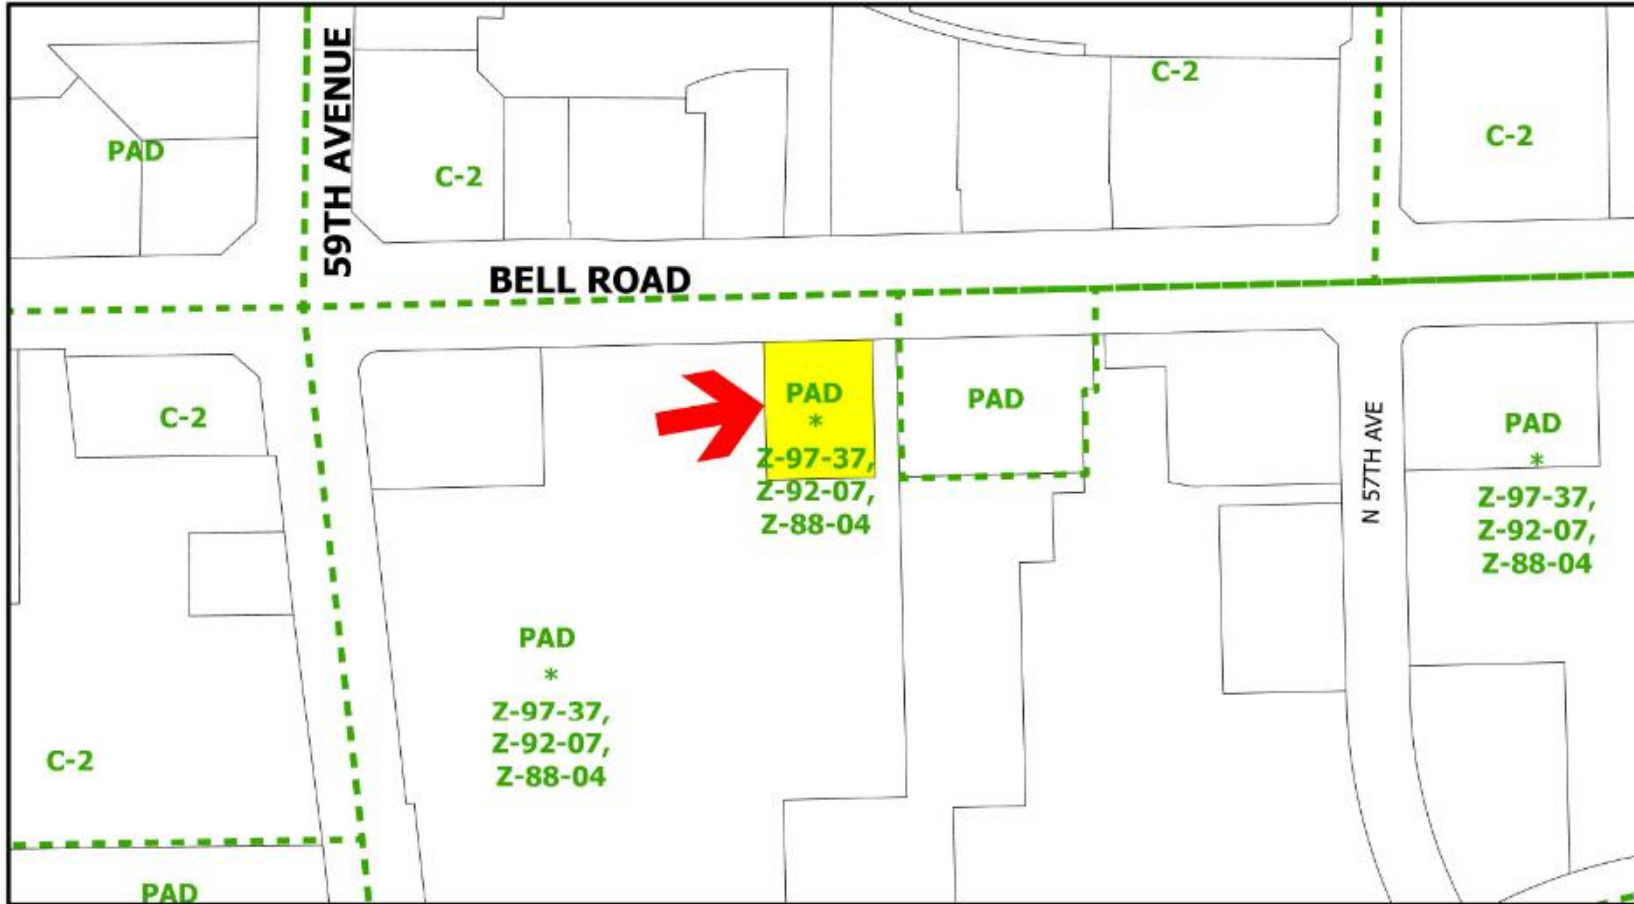 C-2
PAD
C-2
C-2
59TH AVENUE
BELL ROAD
PAD
*
Z-97-37,
Z-92-07,
Z-88-04
PAD
C-2
N 57TH AVE
PAD
*
Z-97-37,
Z-92-07,
Z-88-04
PAD
*
Z-97-37,
Z-92-07,
Z-88-04
C-2
PAD